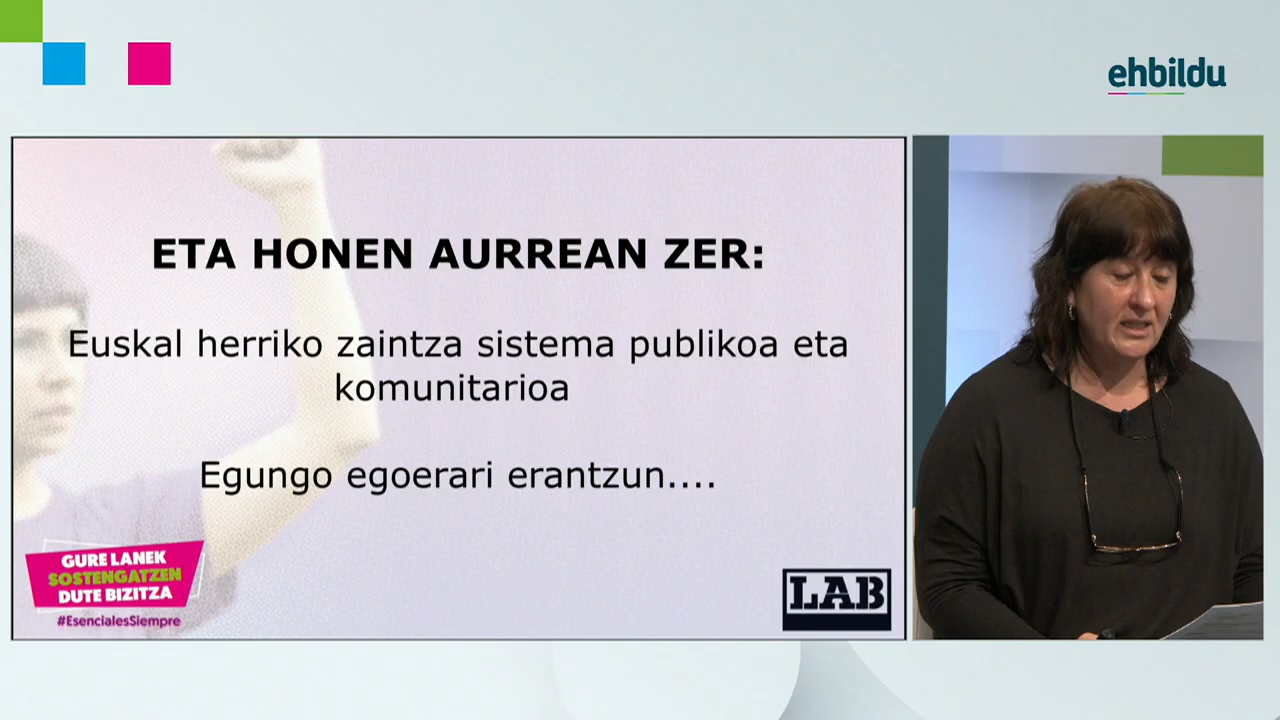 ehbildu
ETA HONEN AURREAN ZER:
Euskal herriko zaintza sistema publikoa eta
komunitarioa
Egungo egoerari erantzun....
GURE LANEK
SOSTENGATZEN
DUTE BIZITZA
#EsencialesSiempre
LAB